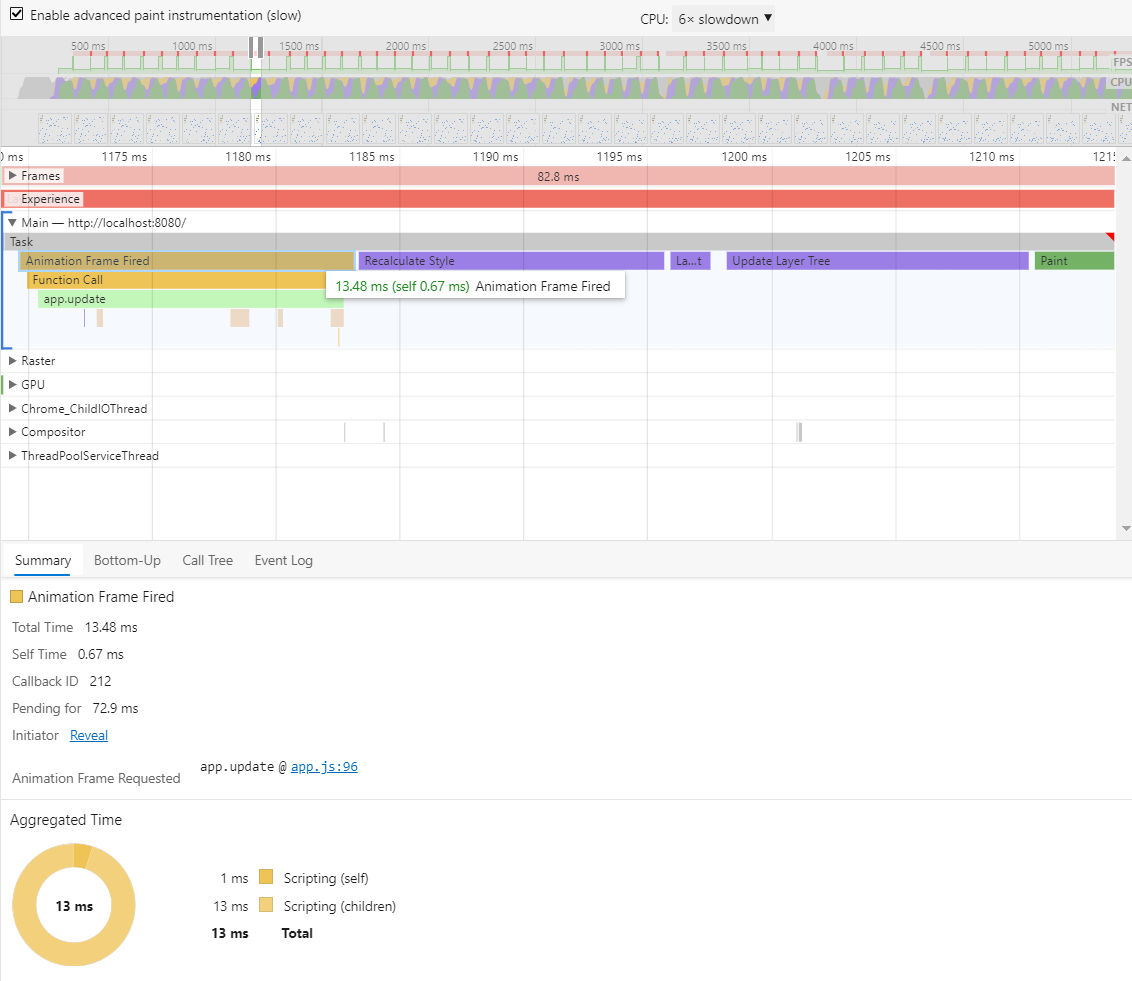 Enable advanced paint instrumentation (slow)
CPU: 6× slowdown ▼
500 ms 1000 ms 1500 ms 2000 ms 2500 ms 3000 ms 3500 ms 4000 ms 4500 ms 5000 ms
FPS
CPU
NET
0 ms 1175 ms 1180 ms 1185 ms 1190 ms 1195 ms 1200 ms 1205 ms 1210 ms 1215
Frames 82.8 ms
Experience
Main — http://localhost:8080/
Task
Animation Frame Fired Recalculate Style La…t Update Layer Tree Paint
Function Call
13.48 ms (self 0.67 ms) Animation Frame Fired
app.update
Raster
GPU
Chrome_ChildIOThread
Compositor
ThreadPoolServiceThread
Summary Bottom-Up Call Tree Event Log
Animation Frame Fired
Total Time 13.48 ms
Self Time 0.67 ms
Callback ID 212
Pending for 72.9 ms
Initiator Reveal
Animation Frame Requested app.update @ app.js:96
Aggregated Time
13 ms
1 ms Scripting (self)
13 ms Scripting (children)
13 ms Total